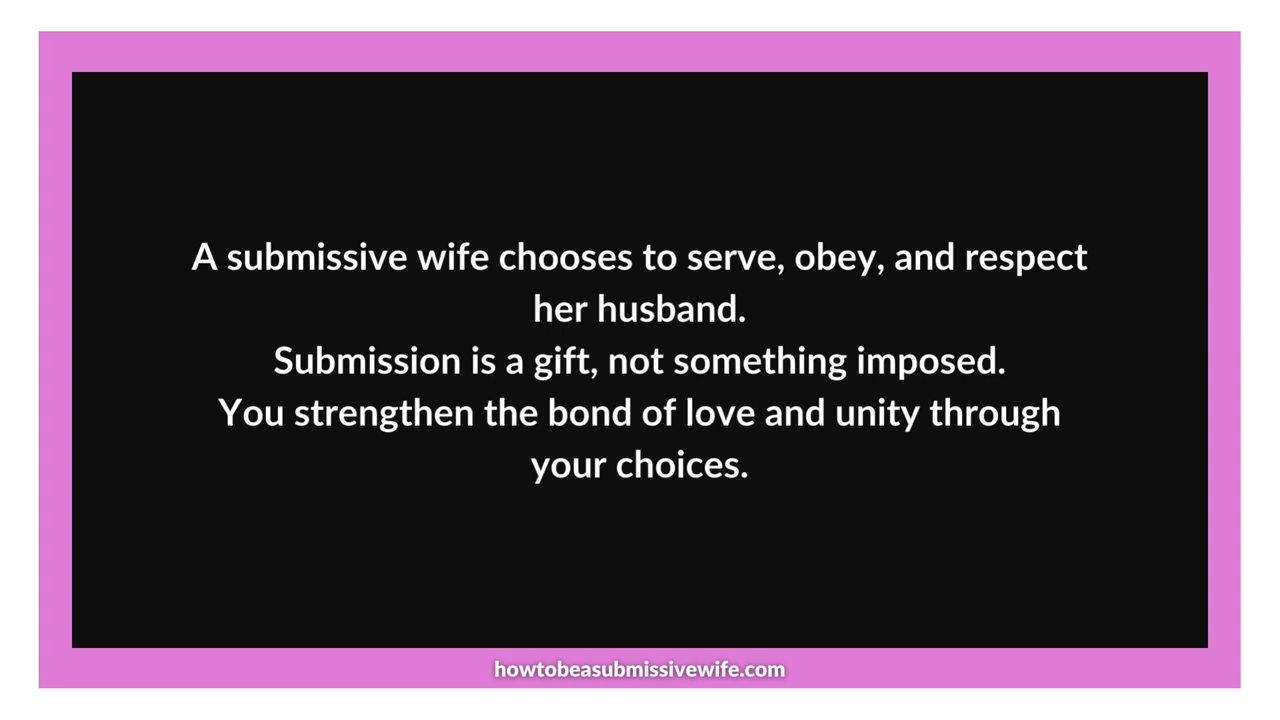 A submissive wife chooses to serve, obey, and respect
her husband.
Submission is a gift, not something imposed.
You strengthen the bond of love and unity through
your choices.
howtobeasubmissivewife.com